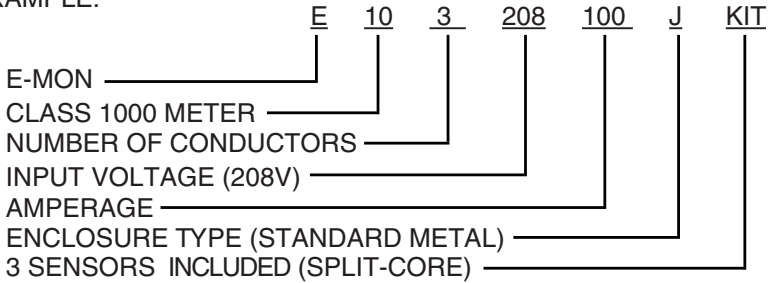 E 10 3 208 100 J KIT
E-MON
CLASS 1000 METER
NUMBER OF CONDUCTORS
INPUT VOLTAGE (208V)
AMPERAGE
ENCLOSURE TYPE (STANDARD METAL)
3 SENSORS INCLUDED (SPLIT-CORE)